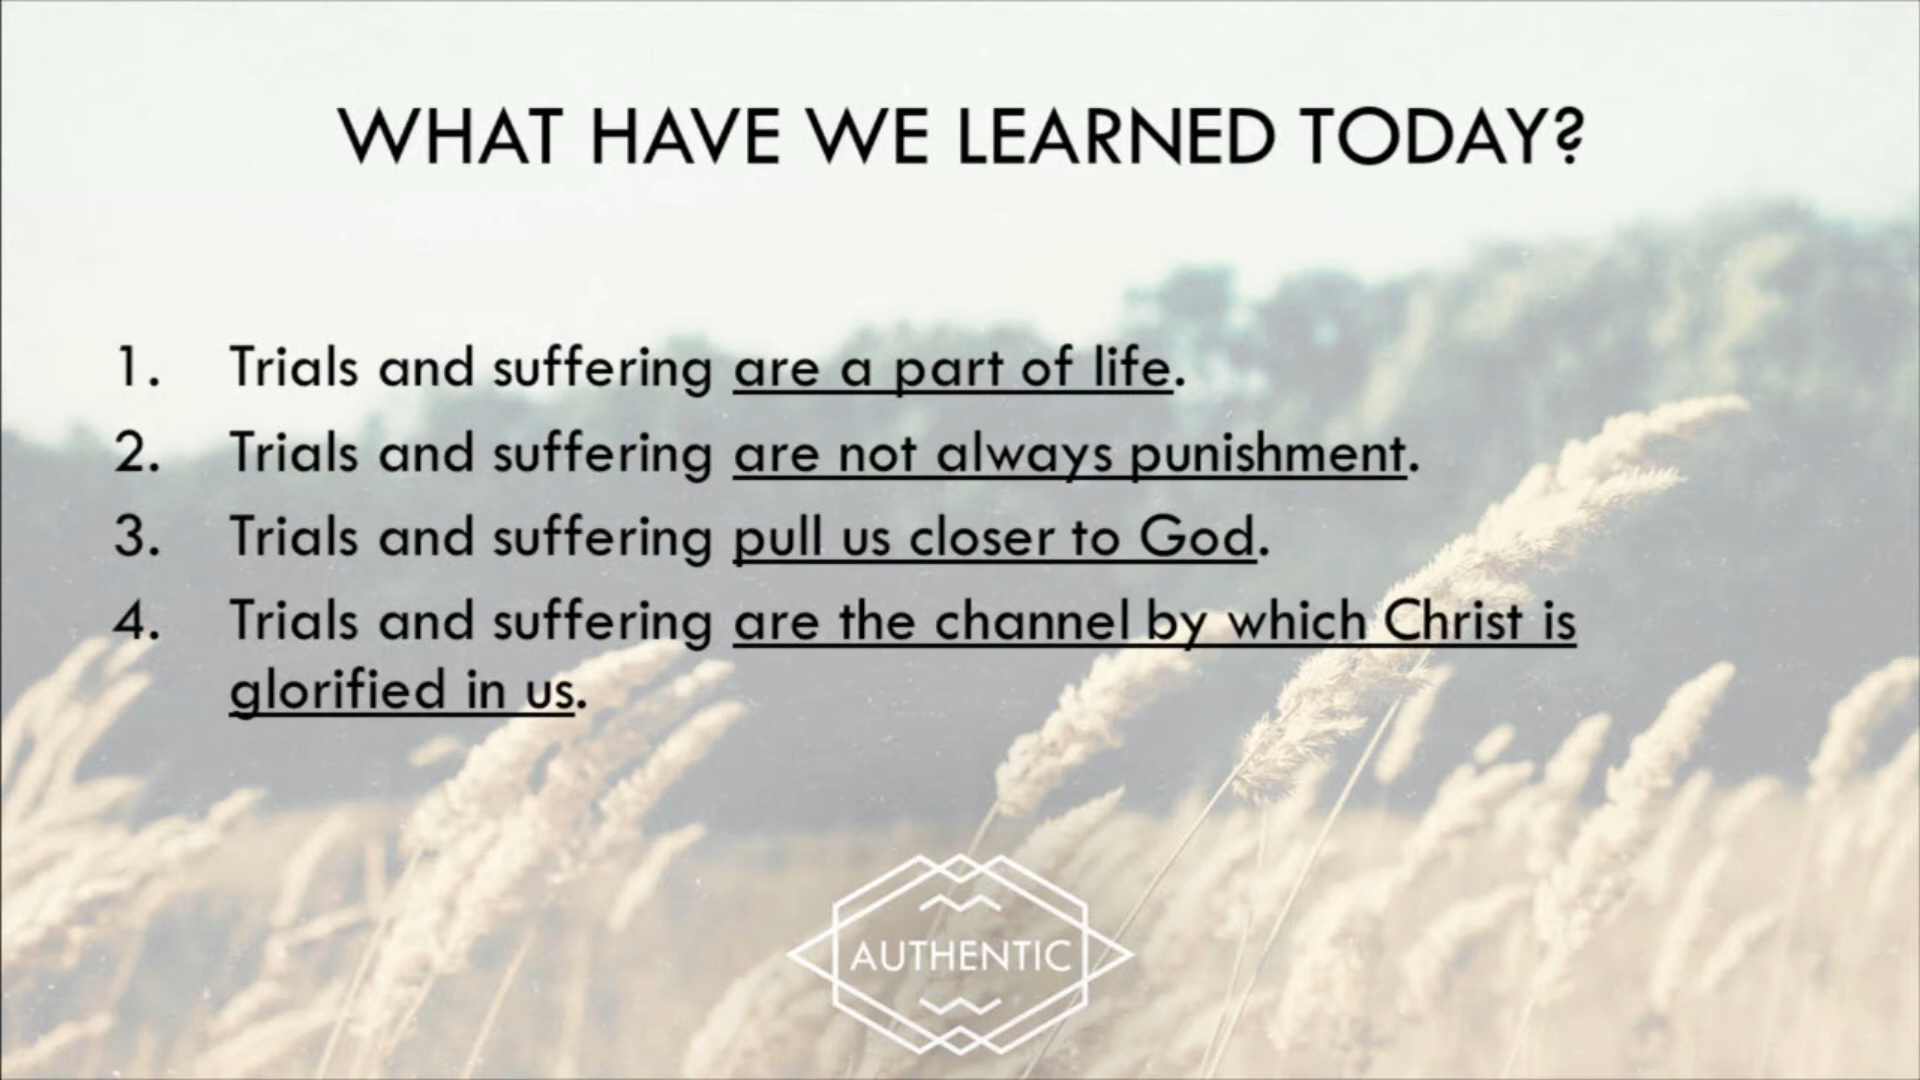 WHAT HAVE WE LEARNED TODAY?
1. Trials and suffering are a part of life.
2. Trials and suffering are not always punishment.
3. Trials and suffering pull us closer to God.
4. Trials and suffering are the channel by which Christ is
glorified in us.
AUTHENTIC